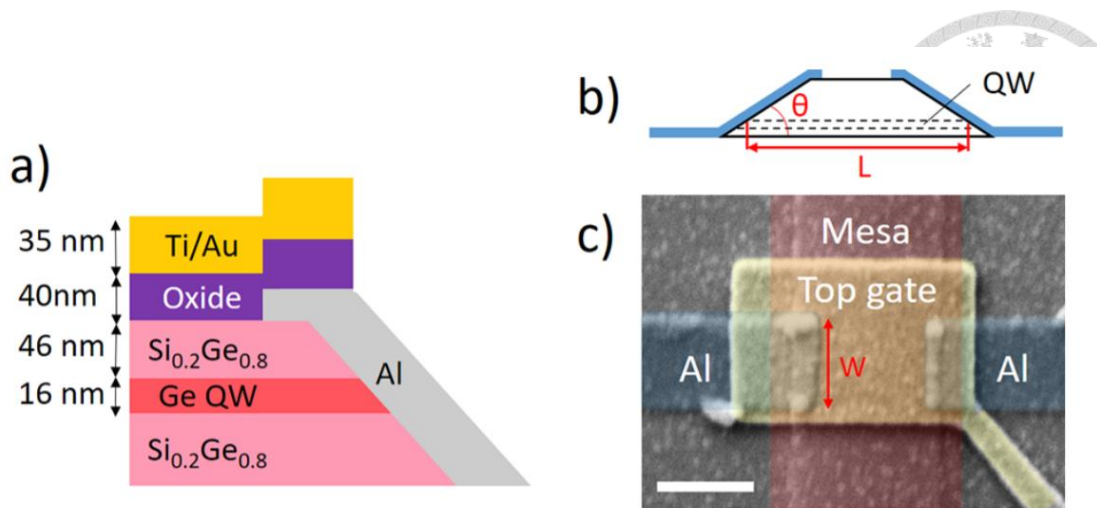 a)
35 nm
Ti/Au
40nm
Oxide
46 nm
Si₀.₂Ge₀.₈
Al
16 nm
Ge QW
Si₀.₂Ge₀.₈
b)
θ
QW
L
c)
Mesa
Top gate
Al
W
Al